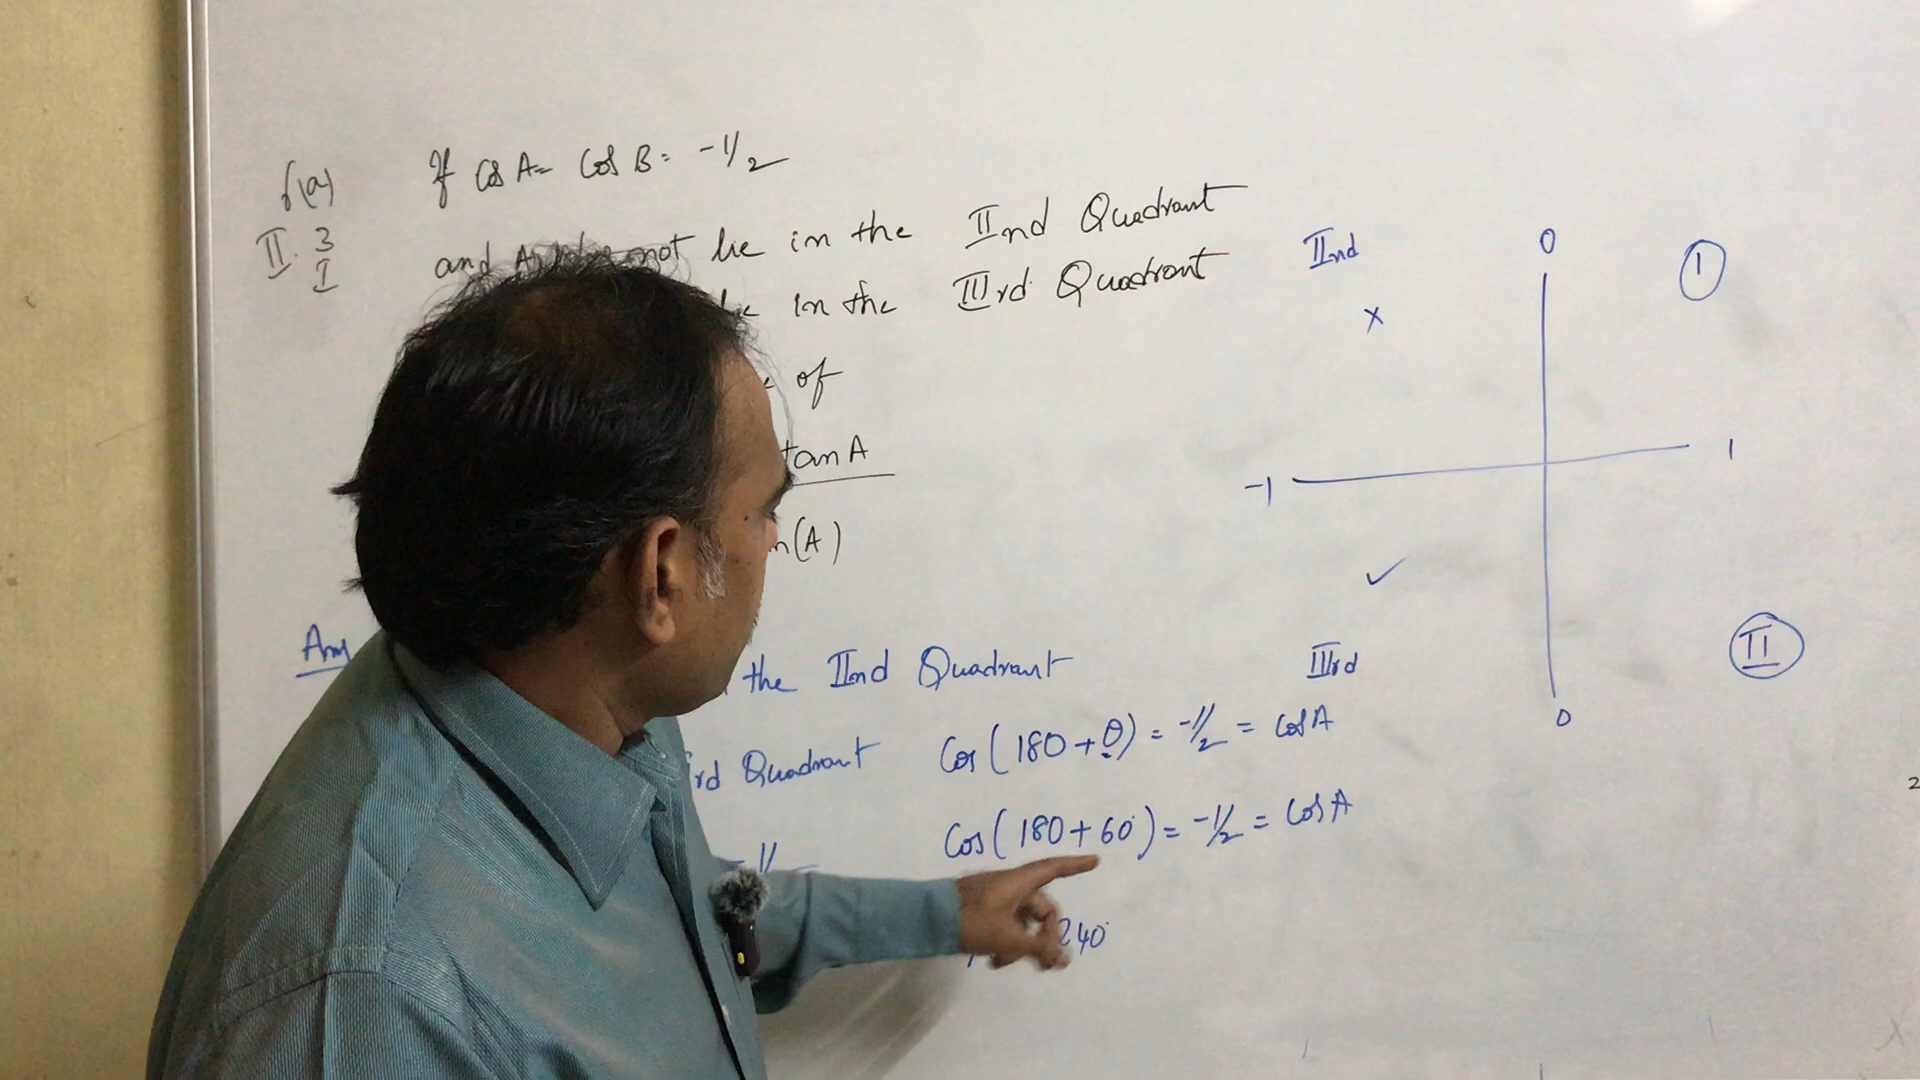 If cos A = cos B = -1/2
II. 3
I
and A does not lie in the IInd Quadrant
lie in the IIIrd Quadrant
of
tan A
n(A)
Ans
the IInd Quadrant
rd Quadrant
Cos(180+θ) = -1/2 = cos A
Cos(180+60°) = -1/2 = cos A
240°
IInd
0
I
x
-1
1
✓
IIIrd
II
0
2